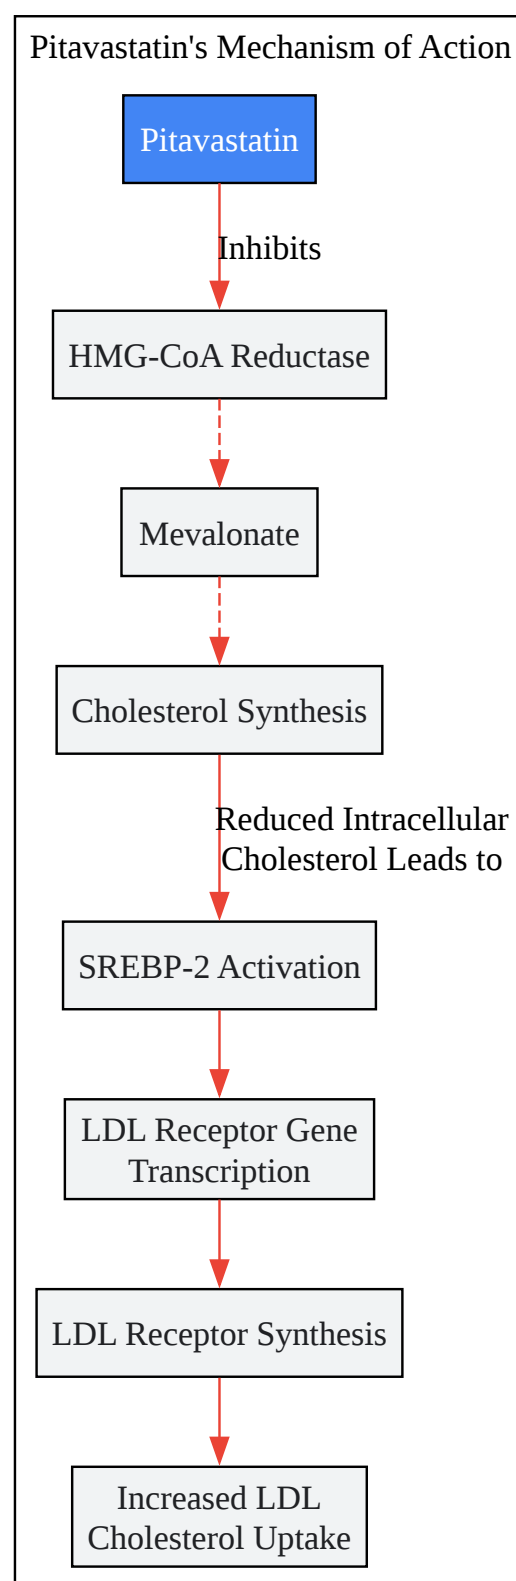 Pitavastatin's Mechanism of Action
Pitavastatin
Inhibits
HMG-CoA Reductase
Mevalonate
Cholesterol Synthesis
Reduced Intracellular
Cholesterol Leads to
SREBP-2 Activation
LDL Receptor Gene
Transcription
LDL Receptor Synthesis
Increased LDL
Cholesterol Uptake